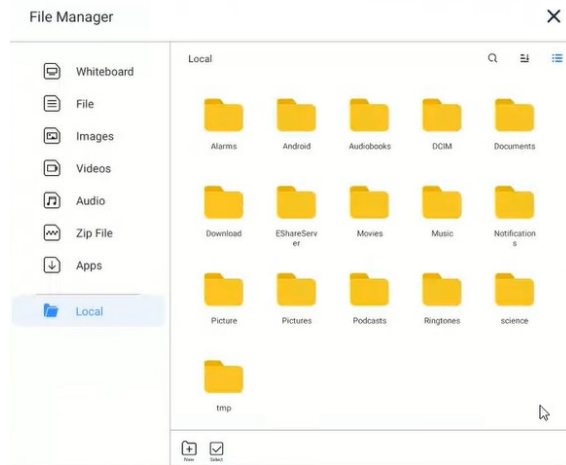 File Manager
Whiteboard
File
Images
Videos
Audio
Zip File
Apps
Local
Local
Alarms
Android
Audiobooks
DCIM
Documents
Download
EShareServ
er
Movies
Music
Notification
s
Picture
Pictures
Podcasts
Ringtones
science
tmp
New
Select